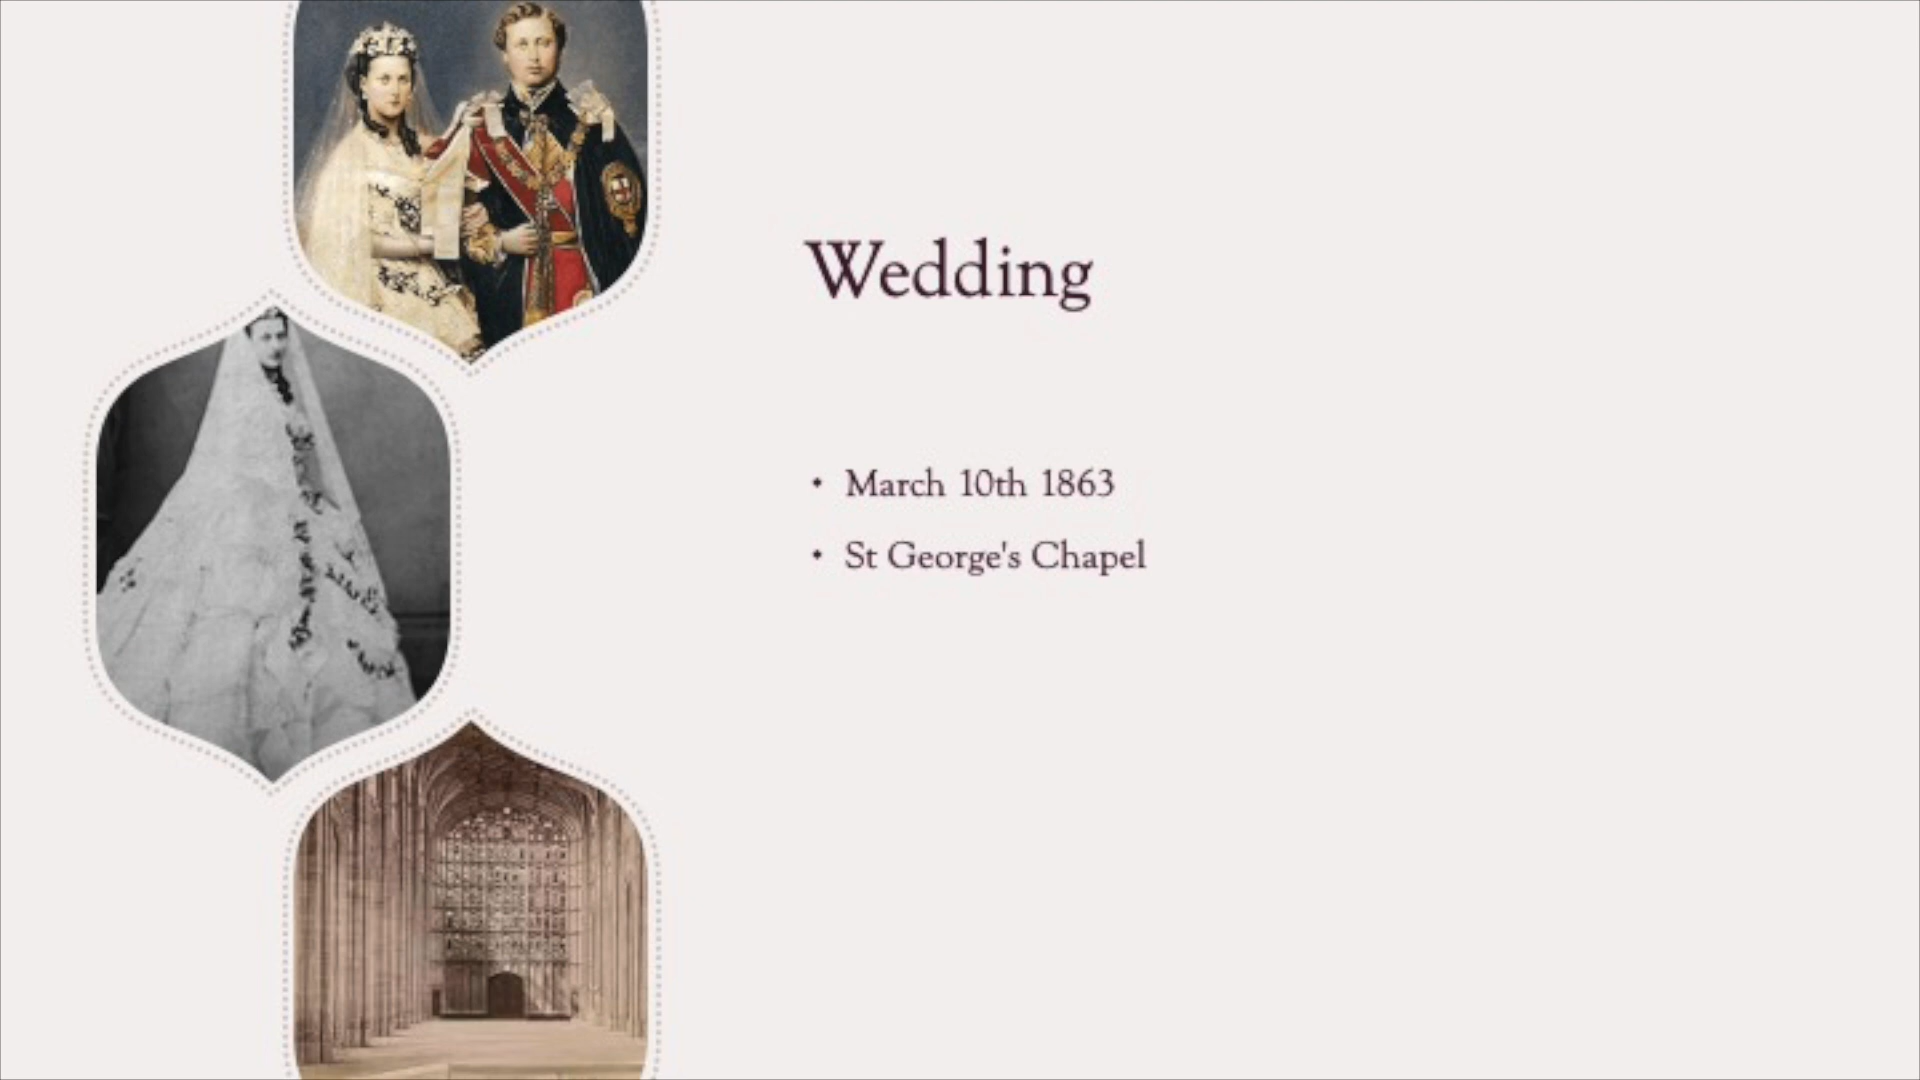 Wedding
• March 10th 1863
• St George's Chapel